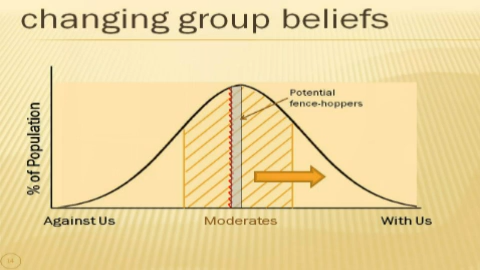 changing group beliefs
Potential
fence-hoppers
% of Population
Against Us
Moderates
With Us
14